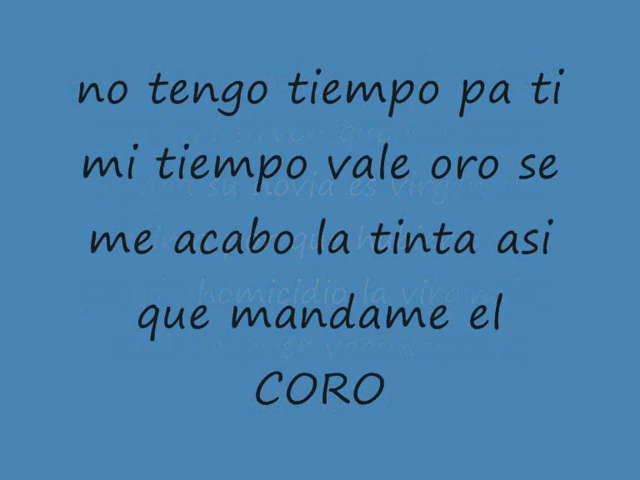 no tengo tiempo pa ti
mi tiempo vale oro se
me acabo la tinta asi
que mandame el
CORO